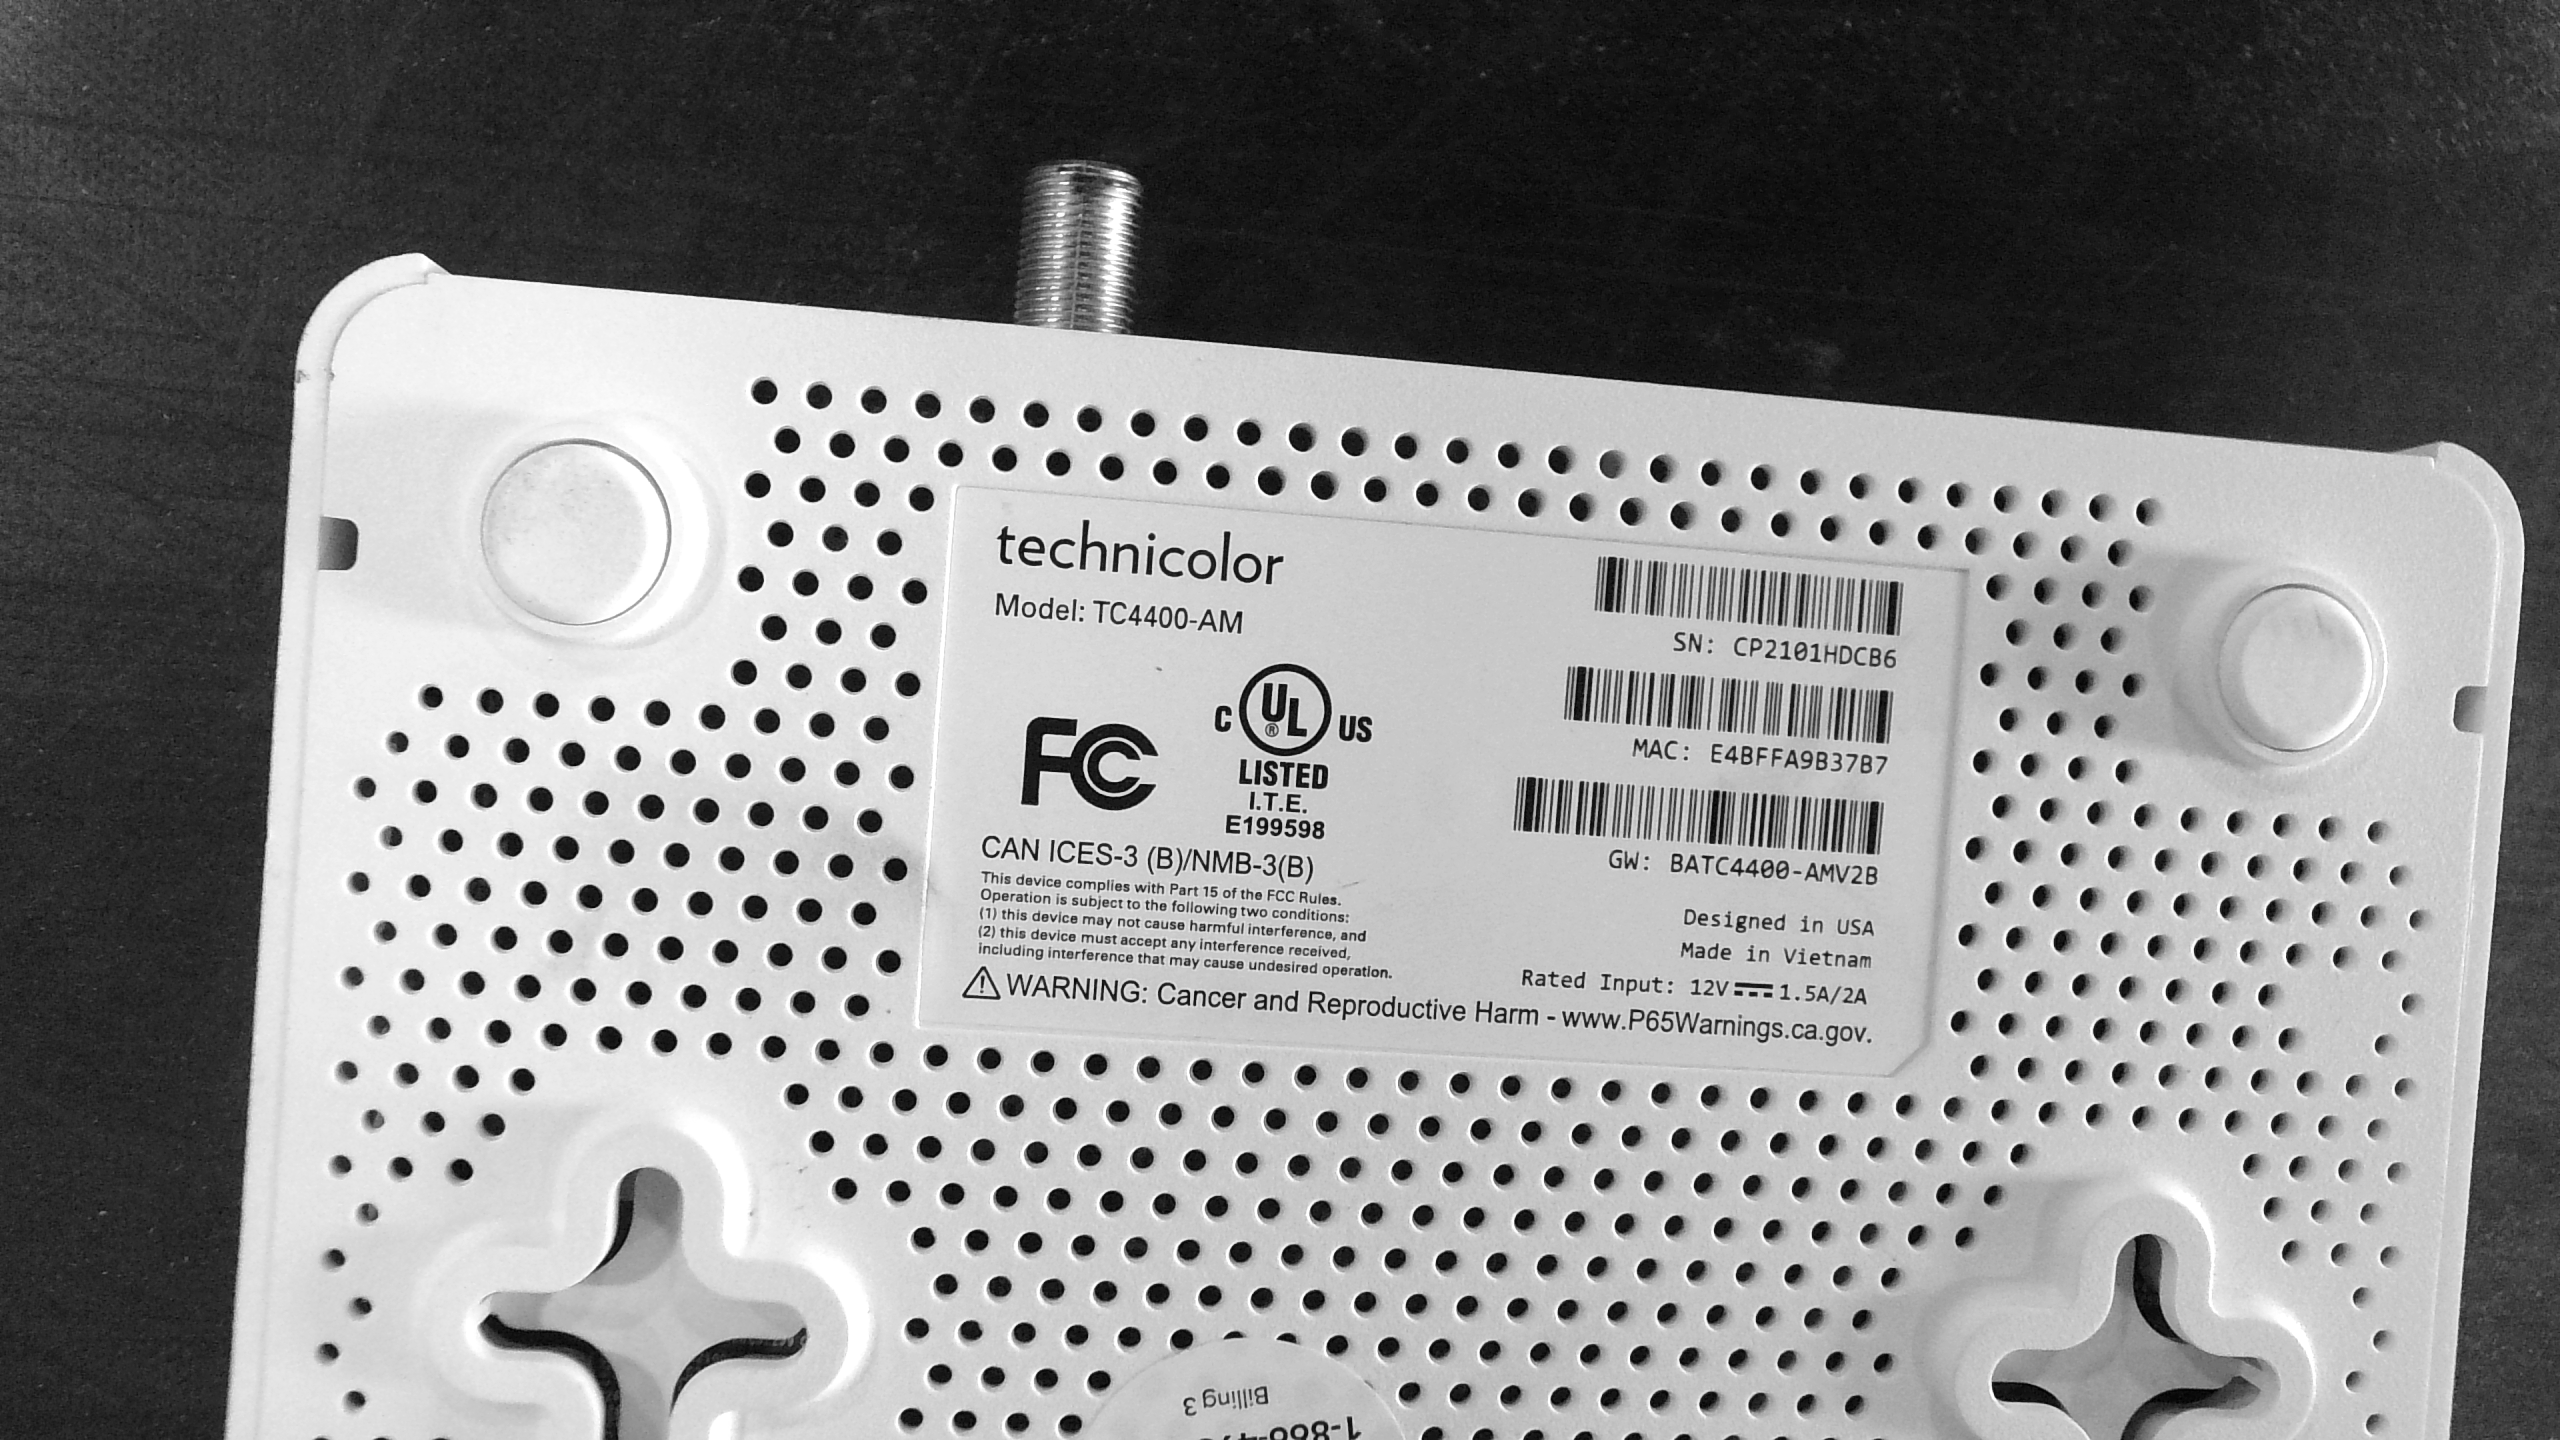 technicolor
Model: TC4400-AM
SN: CP2101HDCB6
MAC: E4BFFA9B37B7
GW: BATC4400-AMV2B
FC
C UL® US
LISTED
I.T.E.
E199598
CAN ICES-3 (B)/NMB-3(B)
This device complies with Part 15 of the FCC Rules.
Operation is subject to the following two conditions:
(1) this device may not cause harmful interference, and
(2) this device must accept any interference received,
including interference that may cause undesired operation.
Designed in USA
Made in Vietnam
Rated Input: 12V⎓1.5A/2A
⚠WARNING: Cancer and Reproductive Harm - www.P65Warnings.ca.gov.
Billing 3